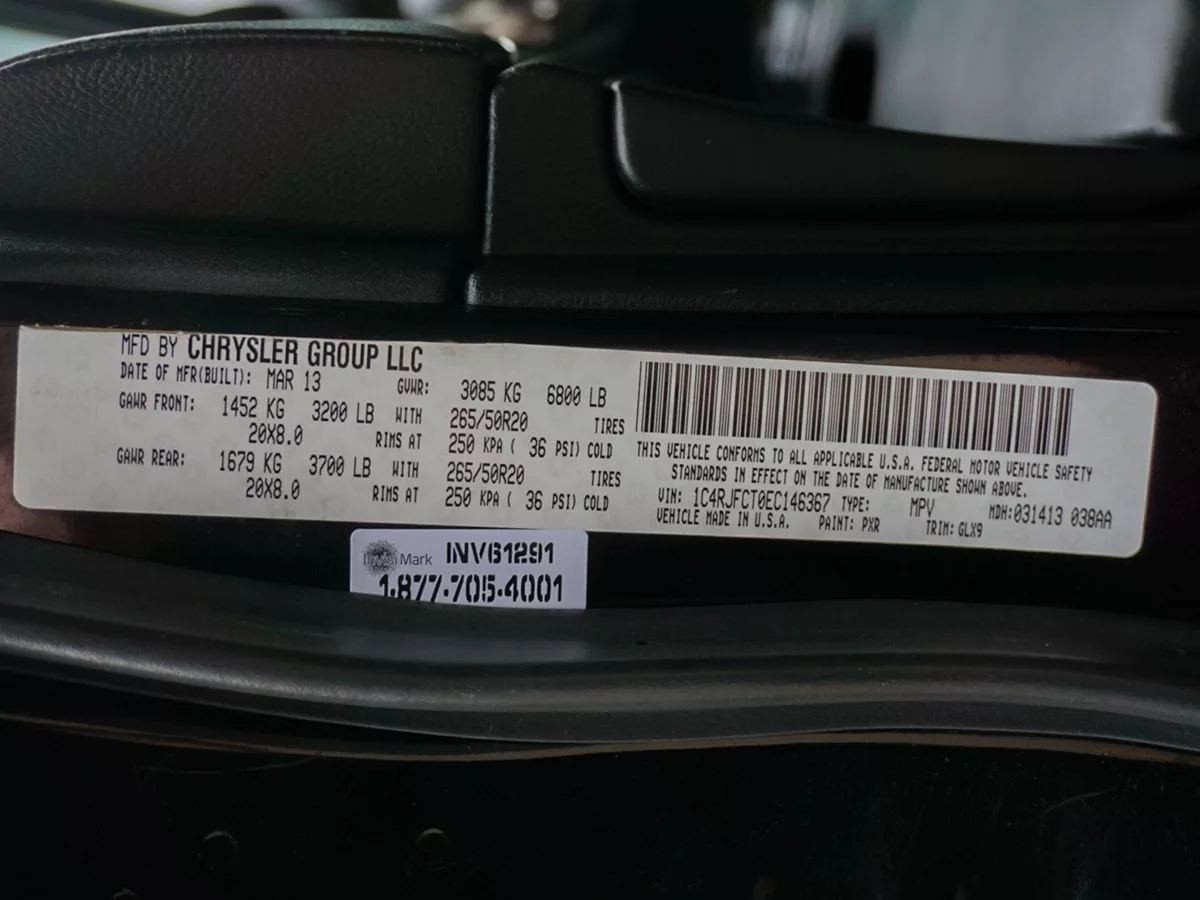 MFD BY CHRYSLER GROUP LLC
DATE OF MFR(BUILT): MAR 13 GVWR: 3085 KG 6800 LB
GAWR FRONT: 1452 KG 3200 LB WITH 265/50R20 TIRES
20X8.0 RIMS AT 250 KPA ( 36 PSI) COLD
GAWR REAR: 1679 KG 3700 LB WITH 265/50R20 TIRES
20X8.0 RIMS AT 250 KPA ( 36 PSI) COLD
THIS VEHICLE CONFORMS TO ALL APPLICABLE U.S.A. FEDERAL MOTOR VEHICLE SAFETY
STANDARDS IN EFFECT ON THE DATE OF MANUFACTURE SHOWN ABOVE.
VIN: 1C4RJFCT0EC146367 TYPE: MPV MDH:031413 038AA
VEHICLE MADE IN U.S.A. PAINT: PXR TRIM: GLX9
InVisiMark INV61291
1-877-705-4001